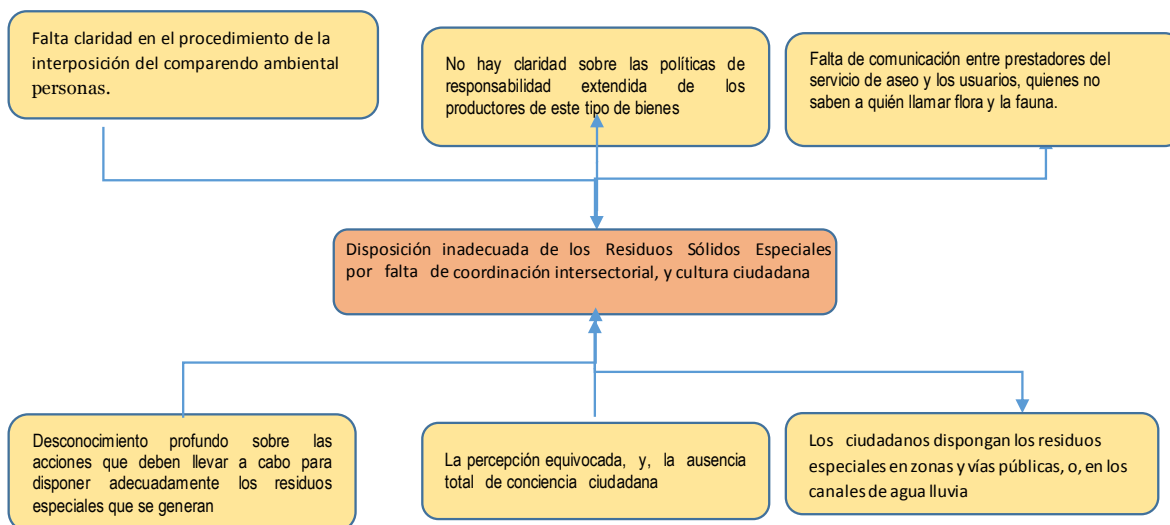 Falta claridad en el procedimiento de la
interposición del comparendo ambiental
personas.
No hay claridad sobre las políticas de
responsabilidad extendida de los
productores de este tipo de bienes
Falta de comunicación entre prestadores del
servicio de aseo y los usuarios, quienes no
saben a quién llamar flora y la fauna.
Disposición inadecuada de los Residuos Sólidos Especiales
por falta de coordinación intersectorial, y cultura ciudadana
Desconocimiento profundo sobre las
acciones que deben llevar a cabo para
disponer adecuadamente los residuos
especiales que se generan
La percepción equivocada, y, la ausencia
total de conciencia ciudadana
Los ciudadanos dispongan los residuos
especiales en zonas y vías públicas, o, en los
canales de agua lluvia